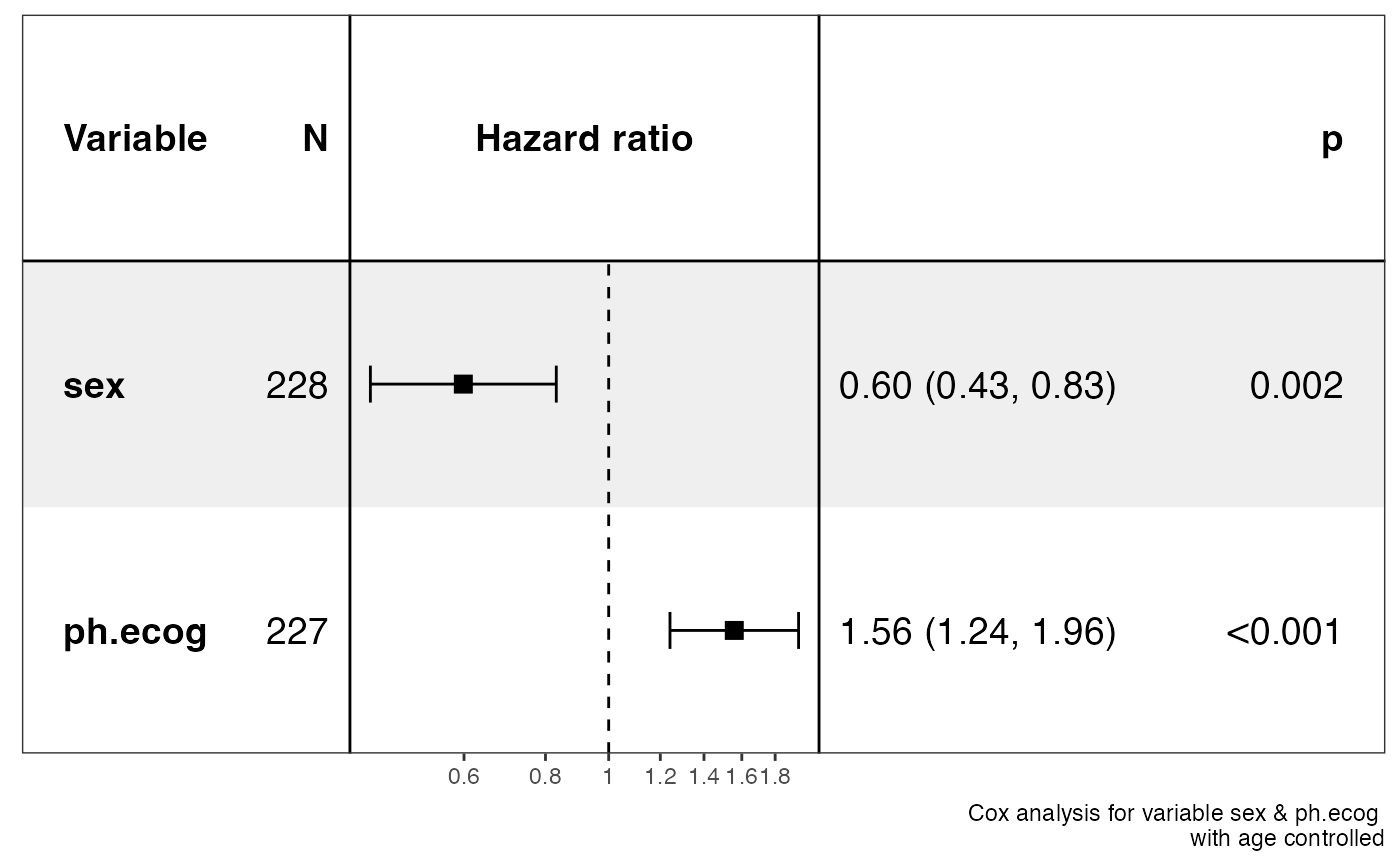 Variable N Hazard ratio p
sex 228 0.60 (0.43, 0.83) 0.002
ph.ecog 227 1.56 (1.24, 1.96) <0.001
0.6 0.8 1 1.2 1.4 1.6 1.8
Cox analysis for variable sex & ph.ecog
with age controlled